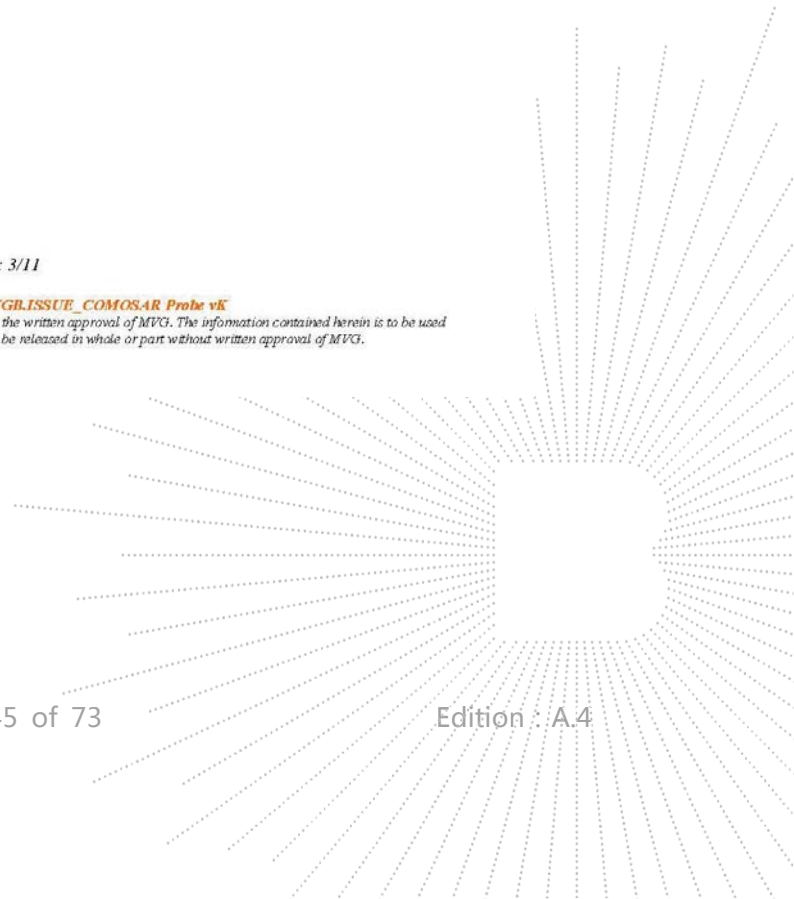 : 3/11
GB.ISSUE_COMOSAR Probe vK
the written approval of MVG. The information contained herein is to be used
be released in whole or part without written approval of MVG.
5 of 73 Edition : A.4